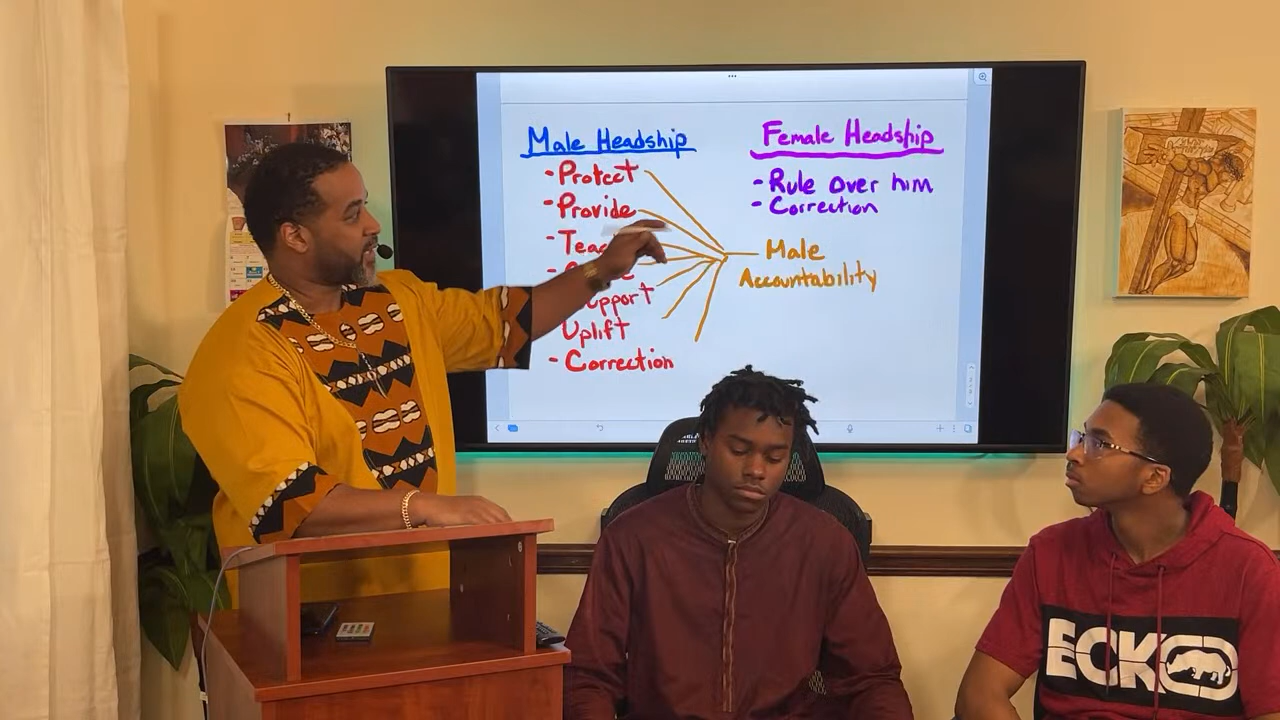 Male Headship
- Protect
- Provide
Uplift
- Correction
Female Headship
- Rule Over him
- Correction
Male
Accountability
ECKO